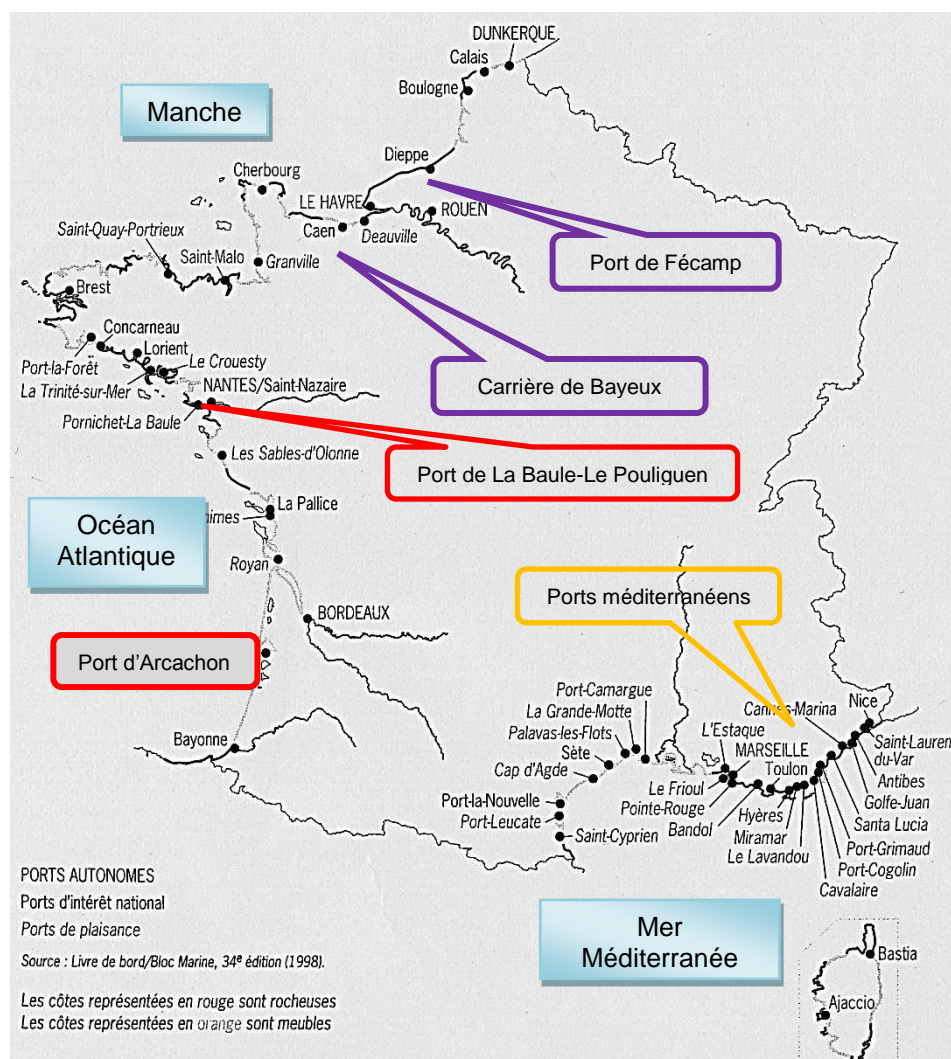 DUNKERQUE
Calais
Boulogne
Manche
Dieppe
Cherbourg
LE HAVRE
ROUEN
Caen
Deauville
Saint-Quay-Portrieux
Saint-Malo
Granville
Port de Fécamp
Brest
Concarneau
Lorient
Port-la-Forêt
Le Crouesty
La Trinité-sur-Mer
NANTES/Saint-Nazaire
Carrière de Bayeux
Pornichet-La Baule
Les Sables-d'Olonne
Port de La Baule-Le Pouliguen
La Pallice
nimes
Océan
Atlantique
Royan
Ports méditerranéens
BORDEAUX
Port d'Arcachon
Port-Camargue
La Grande-Motte
Palavas-les-Flots
Sète
Cap d'Agde
Bayonne
Cannes-Marina
Nice
L'Estaque
MARSEILLE
Toulon
Saint-Lauren
du-Var
Antibes
Golfe-Juan
Le Frioul
Pointe-Rouge
Bandol
Hyères
Miramar
Le Lavandou
Santa Lucia
Port-Grimaud
Port-Cogolin
Cavalaire
Port-la-Nouvelle
Port-Leucate
Saint-Cyprien
PORTS AUTONOMES
Ports d'intérêt national
Ports de plaisance
Source : Livre de bord/Bloc Marine, 34e édition (1998).
Les côtes représentées en rouge sont rocheuses
Les côtes représentées en orange sont meubles
Mer
Méditerranée
Bastia
Ajaccio